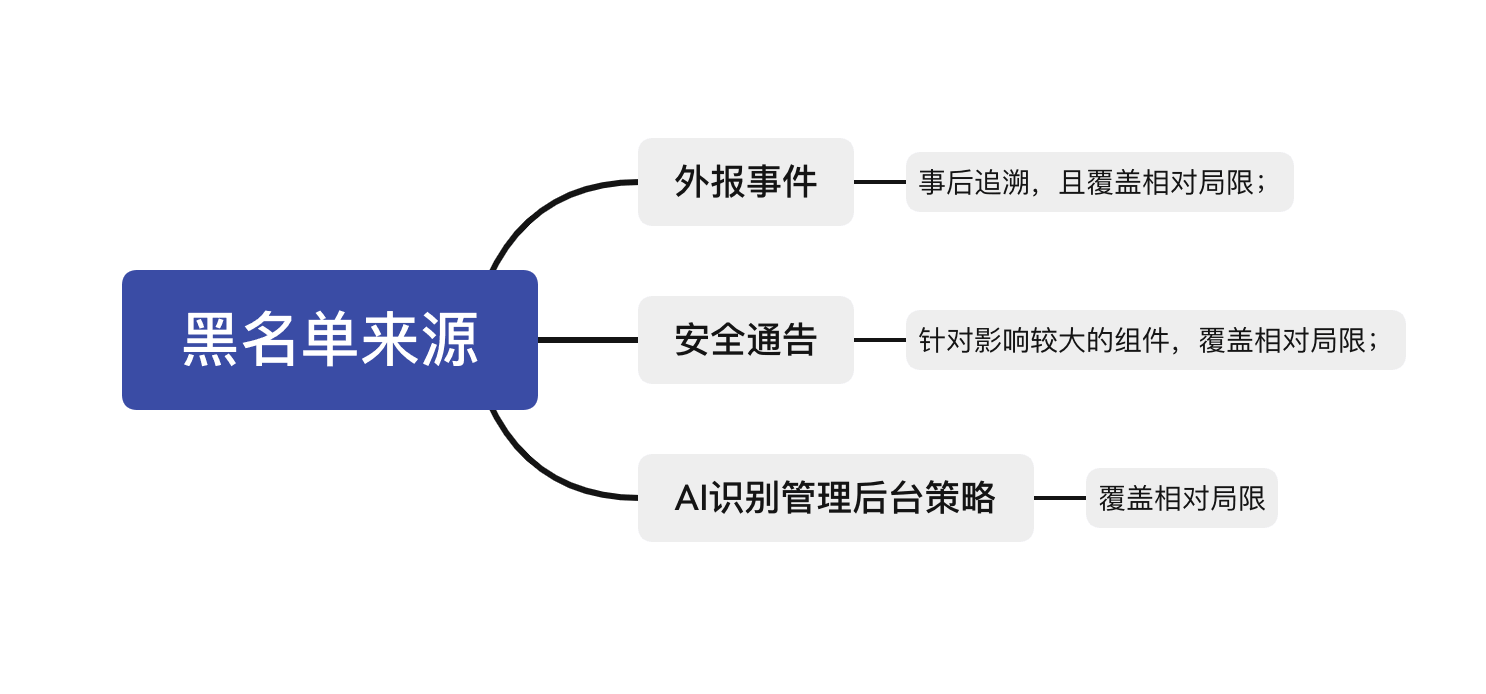 外报事件
事后追溯，且覆盖相对局限；
黑名单来源
安全通告
针对影响较大的组件，覆盖相对局限；
AI识别管理后台策略
覆盖相对局限